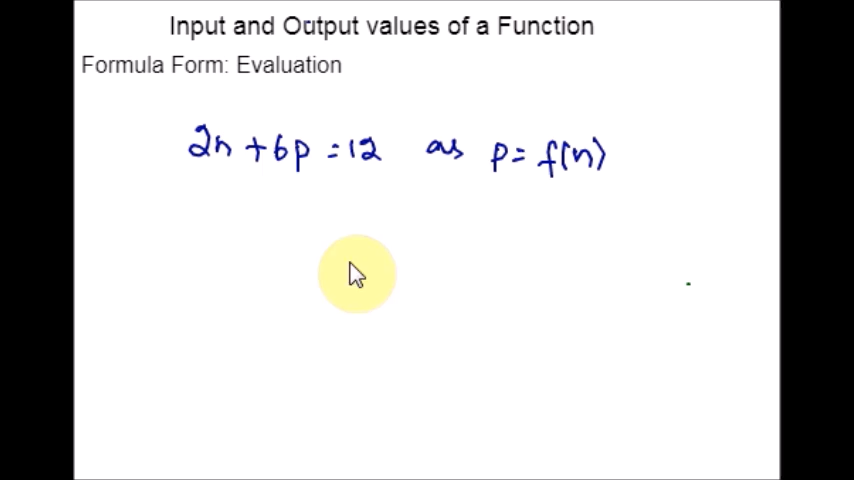 Input and Output values of a Function
Formula Form: Evaluation
2n + 6p = 12 as p = f(n)